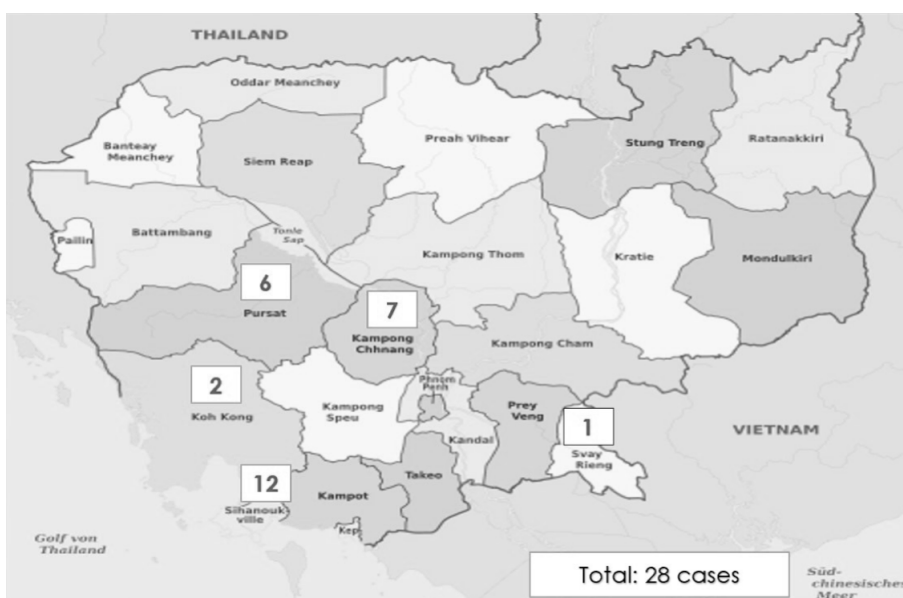 THAILAND
Oddar Meanchey
Banteay
Meanchey
Siem Reap
Preah Vihear
Stung Treng
Ratanakkiri
Pailin
Battambang
Tonle
Sap
Kampong Thom
Kratie
Mondulkiri
6
Pursat
7
Kampong
Chhnang
Kampong Cham
2
Koh Kong
Kampong
Speu
Phnom
Penh
Prey
Veng
1
Svay
Rieng
VIETNAM
Kandal
12
Sihanouk-
ville
Kampot
Takeo
Kep
Golf von
Thailand
Total: 28 cases
Süd-
chinesisches
Meer